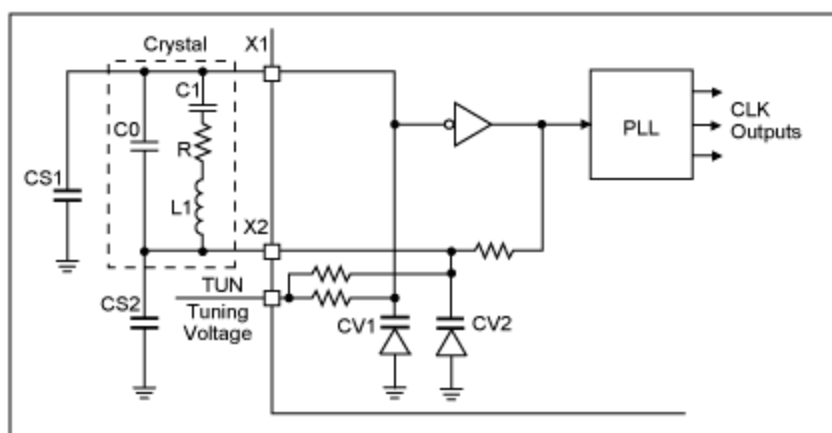 Crystal
X1
C1
C0
R
CS1
L1
X2
CS2
TUN
Tuning
Voltage
CV1
CV2
PLL
CLK
Outputs